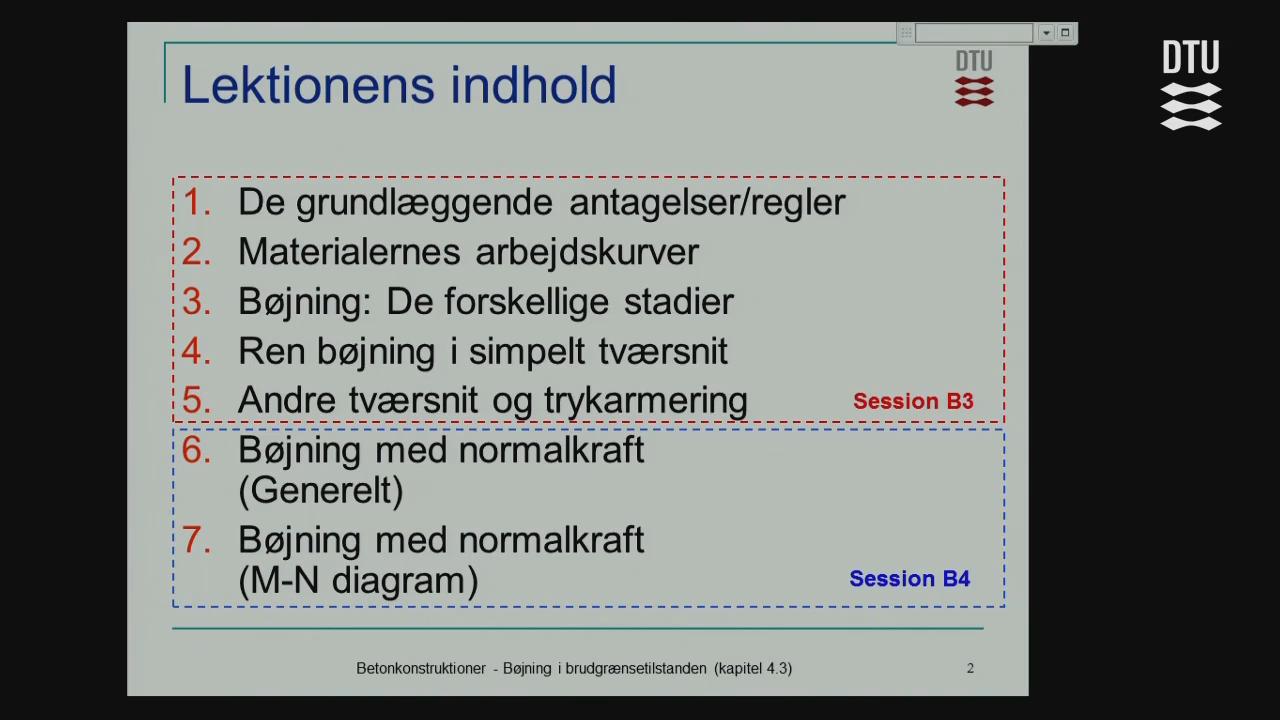 DTU
Lektionens indhold
DTU
1. De grundlæggende antagelser/regler
2. Materialernes arbejdskurver
3. Bøjning: De forskellige stadier
4. Ren bøjning i simpelt tværsnit
5. Andre tværsnit og trykarmering
Session B3
6. Bøjning med normalkraft
(Generelt)
7. Bøjning med normalkraft
(M-N diagram)
Session B4
Betonkonstruktioner - Bøjning i brudgrænsetilstanden (kapitel 4.3)
2